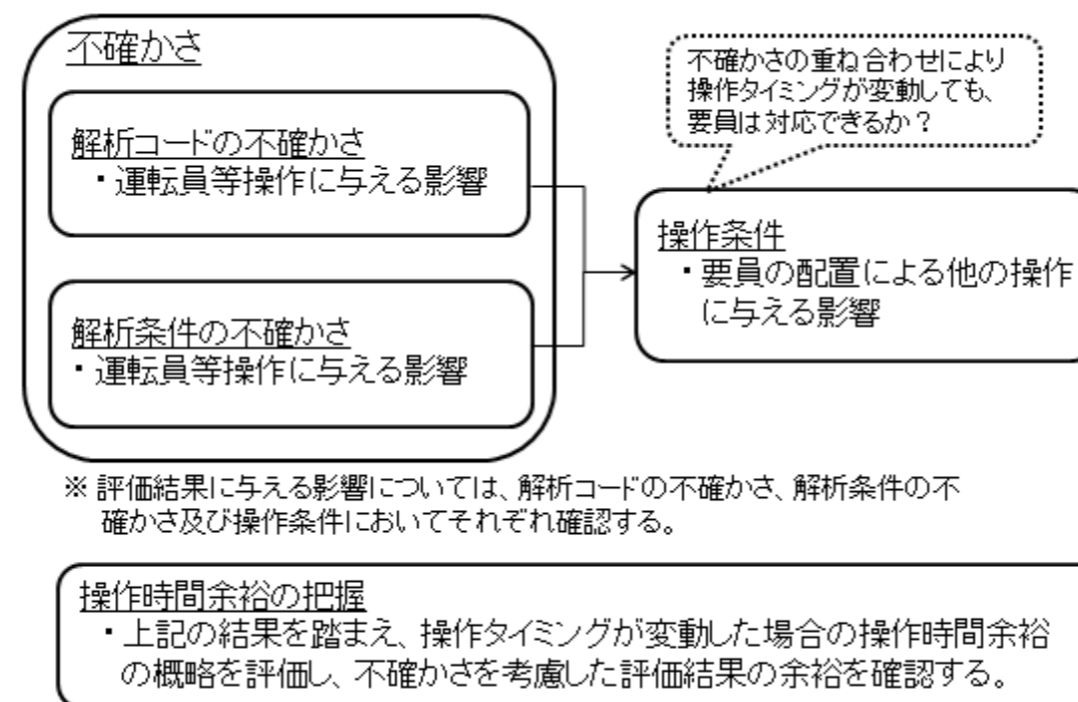 不確かさ
不確かさの重ね合わせにより
操作タイミングが変動しても、
要員は対応できるか？
解析コードの不確かさ
・運転員等操作に与える影響
操作条件
・要員の配置による他の操作
に与える影響
解析条件の不確かさ
・運転員等操作に与える影響
※ 評価結果に与える影響については、解析コードの不確かさ、解析条件の不
確かさ及び操作条件においてそれぞれ確認する。
操作時間余裕の把握
・上記の結果を踏まえ、操作タイミングが変動した場合の操作時間余裕
の概略を評価し、不確かさを考慮した評価結果の余裕を確認する。